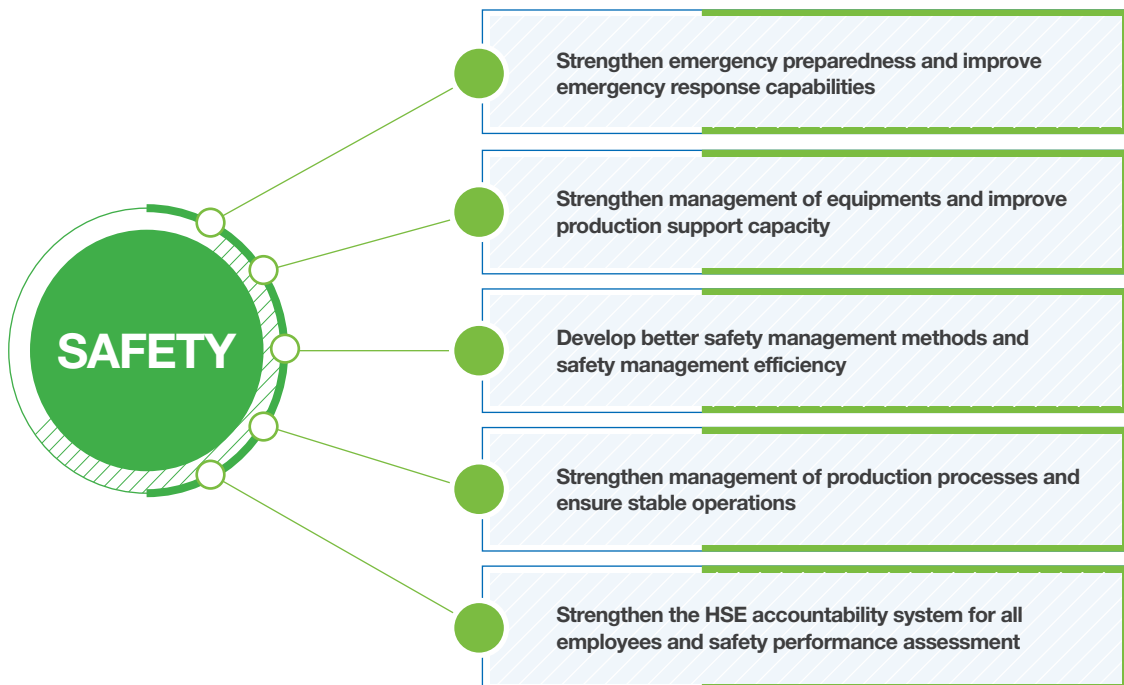 SAFETY
Strengthen emergency preparedness and improve
emergency response capabilities
Strengthen management of equipments and improve
production support capacity
Develop better safety management methods and
safety management efficiency
Strengthen management of production processes and
ensure stable operations
Strengthen the HSE accountability system for all
employees and safety performance assessment